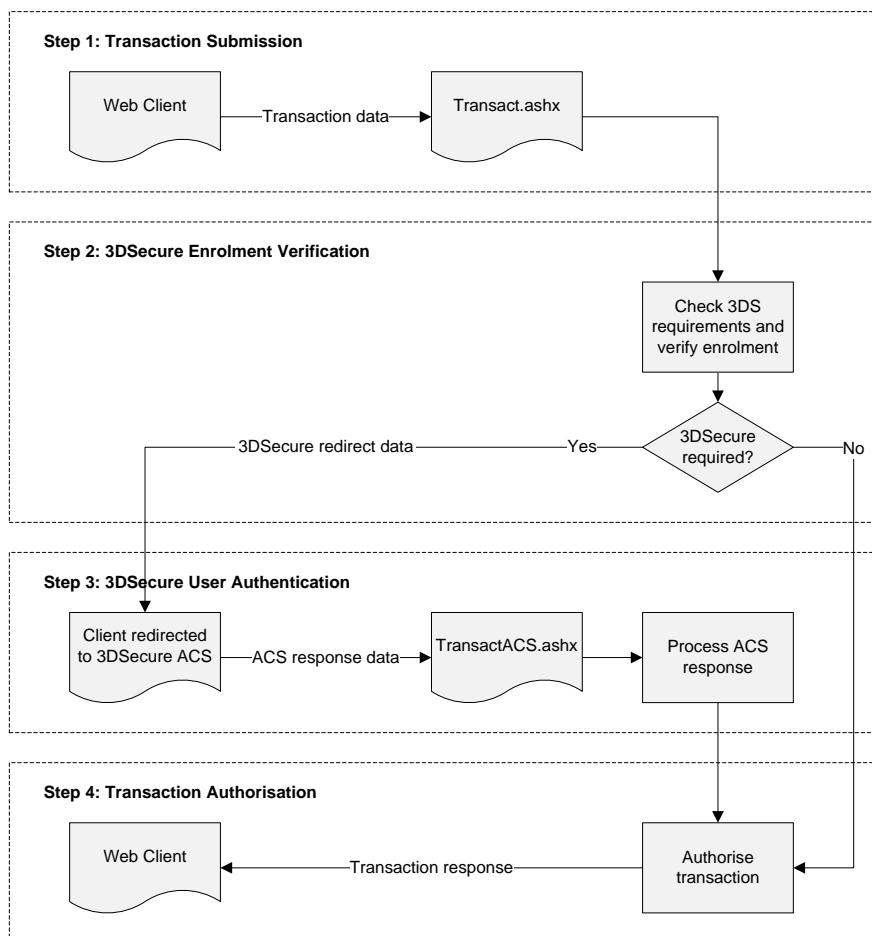 Step 1: Transaction Submission
Web Client
Transaction data
Transact.ashx
Step 2: 3DSecure Enrolment Verification
Check 3DS
requirements and
verify enrolment
3DSecure redirect data
Yes
3DSecure
required?
No
Step 3: 3DSecure User Authentication
Client redirected
to 3DSecure ACS
ACS response data
TransactACS.ashx
Process ACS
response
Step 4: Transaction Authorisation
Web Client
Transaction response
Authorise
transaction